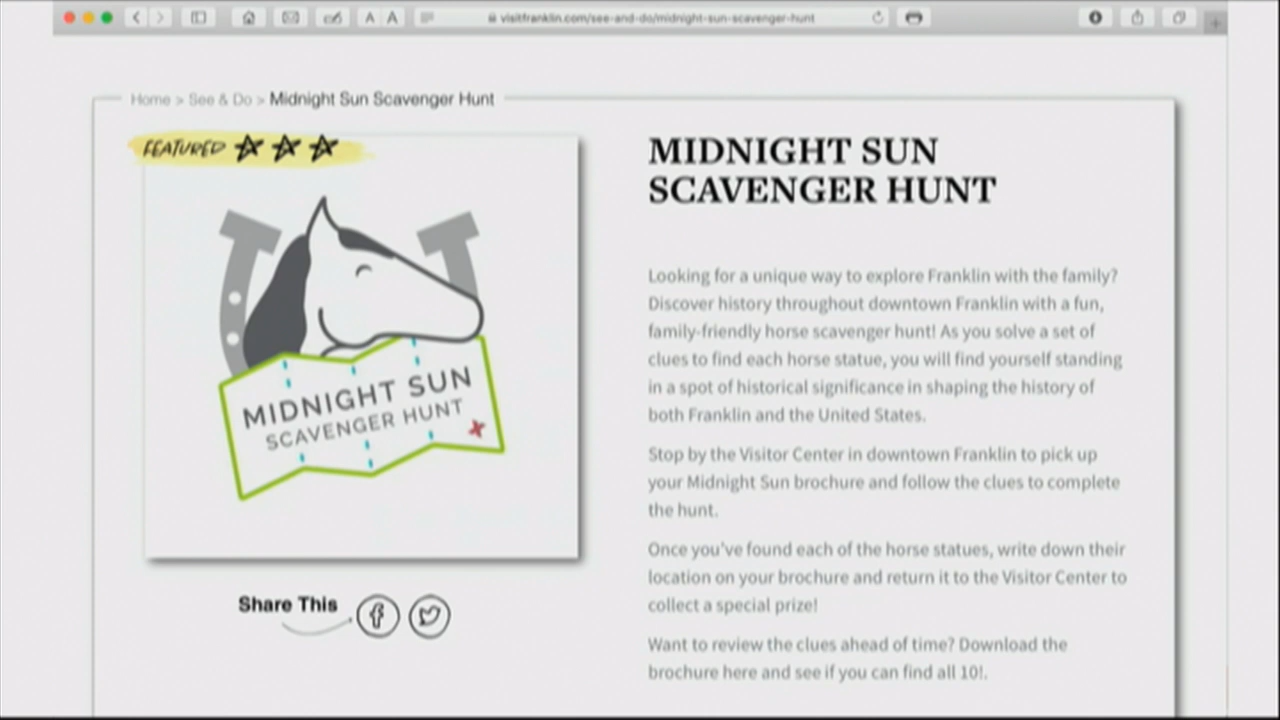 A A
visitfranklin.com/see-and-do/midnight-sun-scavenger-hunt
Home > See & Do > Midnight Sun Scavenger Hunt
FEATURED
MIDNIGHT SUN
SCAVENGER HUNT
MIDNIGHT SUN
SCAVENGER HUNT
Share This
Looking for a unique way to explore Franklin with the family?
Discover history throughout downtown Franklin with a fun,
family-friendly horse scavenger hunt! As you solve a set of
clues to find each horse statue, you will find yourself standing
in a spot of historical significance in shaping the history of
both Franklin and the United States.
Stop by the Visitor Center in downtown Franklin to pick up
your Midnight Sun brochure and follow the clues to complete
the hunt.
Once you've found each of the horse statues, write down their
location on your brochure and return it to the Visitor Center to
collect a special prize!
Want to review the clues ahead of time? Download the
brochure here and see if you can find all 10!.